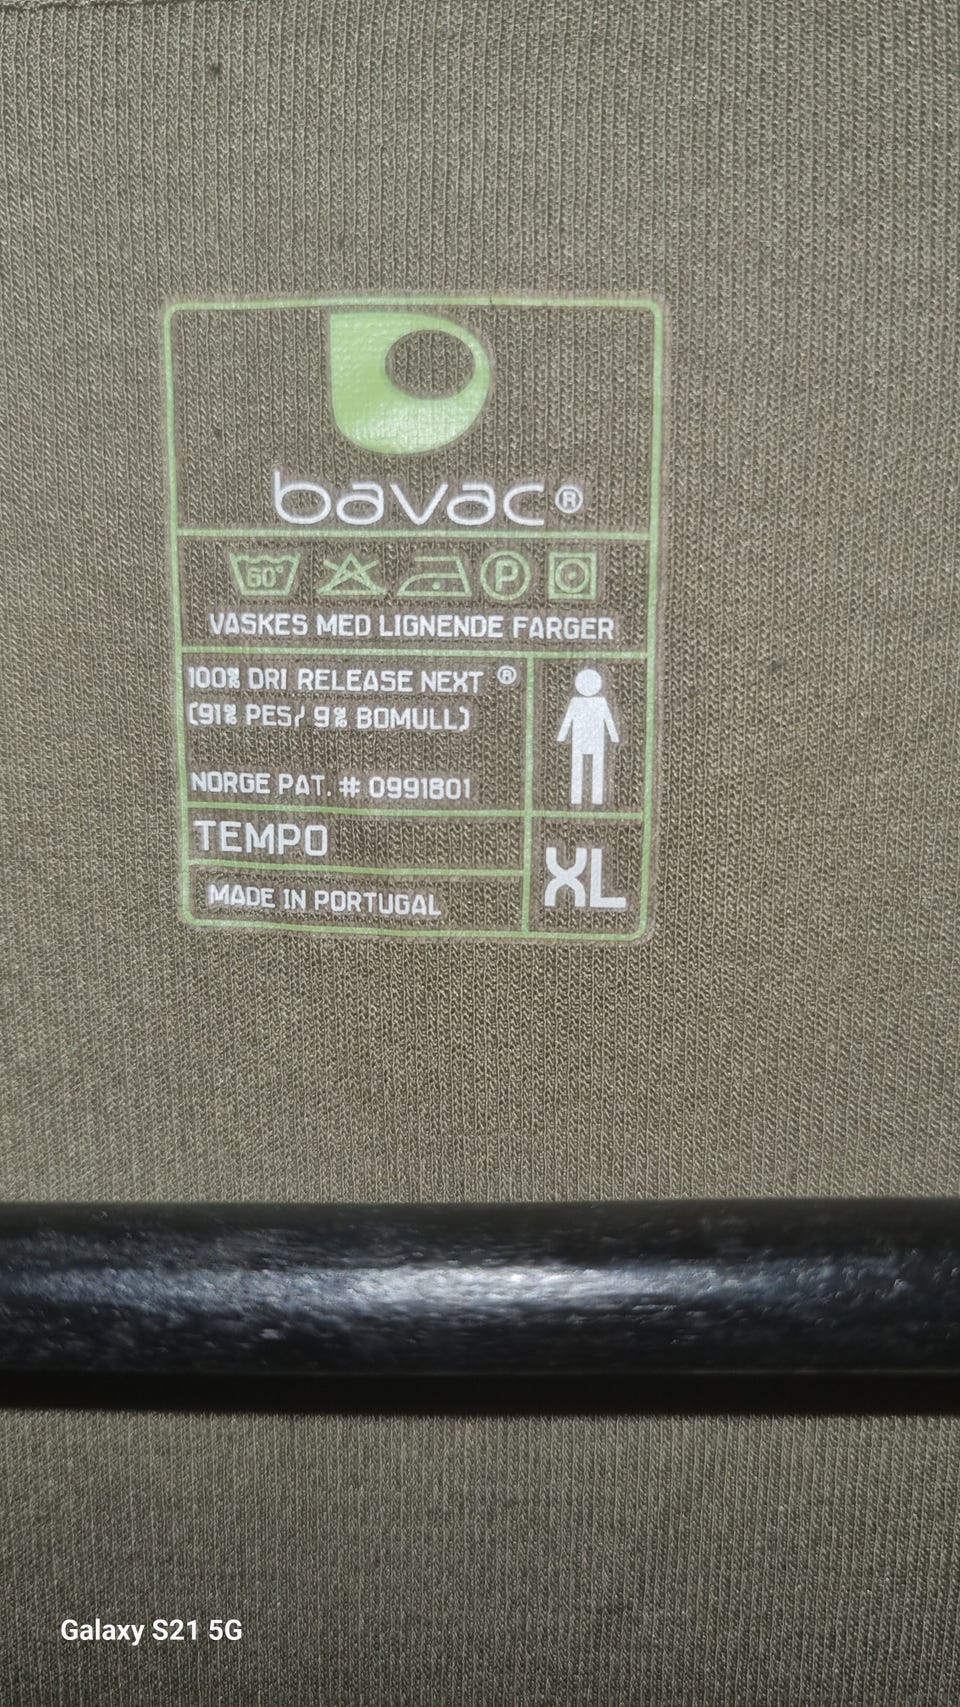 bavac®
60°
P
VASKES MED LIGNENDE FARGER
100% DRI RELEASE NEXT ®
(91% PES/ 9% BOMULL)
NORGE PAT. # 0991801
TEMPO
XL
MADE IN PORTUGAL
Galaxy S21 5G